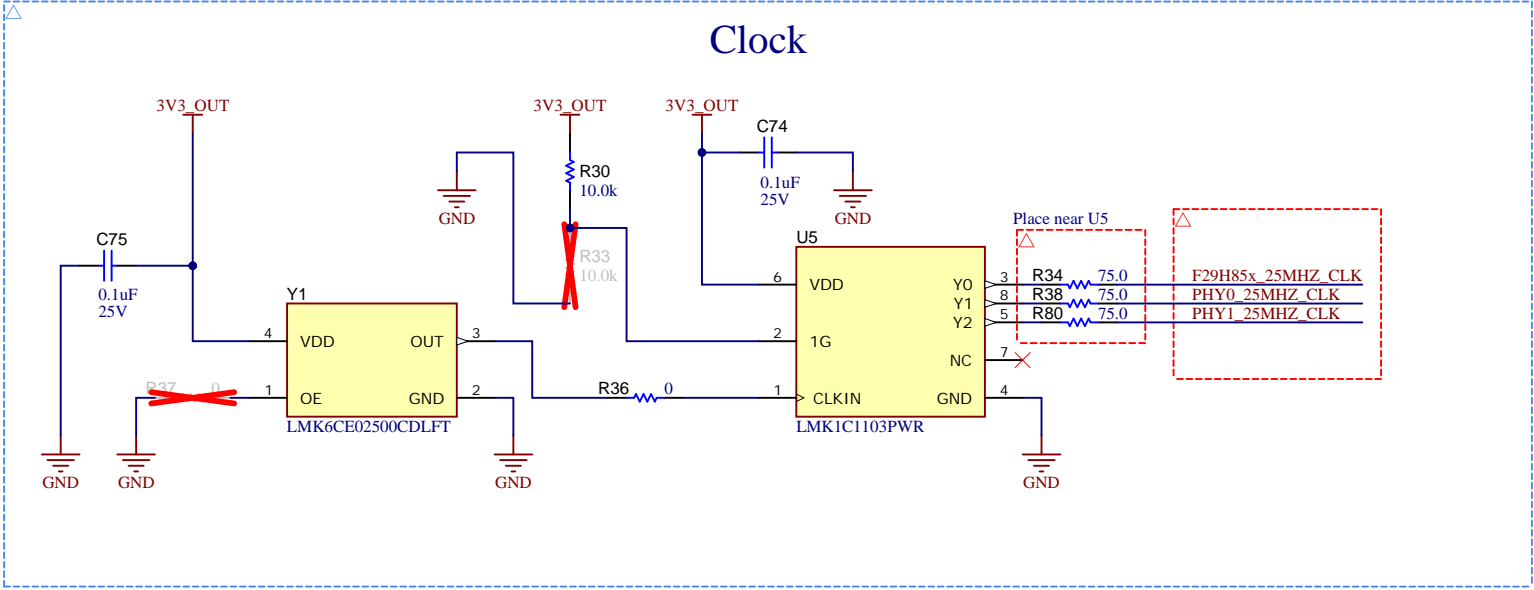 Clock
3V3_OUT
3V3_OUT
3V3_OUT
C74
0.1uF
25V
GND
R30
10.0k
GND
R33
10.0k
C75
0.1uF
25V
GND
Y1
4 VDD OUT 3
1 OE GND 2
LMK6CE02500CDLFT
R37 0
GND
GND
R36 0
U5
6 VDD Y0 3
Y1 8
2 1G Y2 5
NC 7
1 CLKIN GND 4
LMK1C1103PWR
GND
Place near U5
R34 75.0 F29H85x_25MHZ_CLK
R38 75.0 PHY0_25MHZ_CLK
R80 75.0 PHY1_25MHZ_CLK